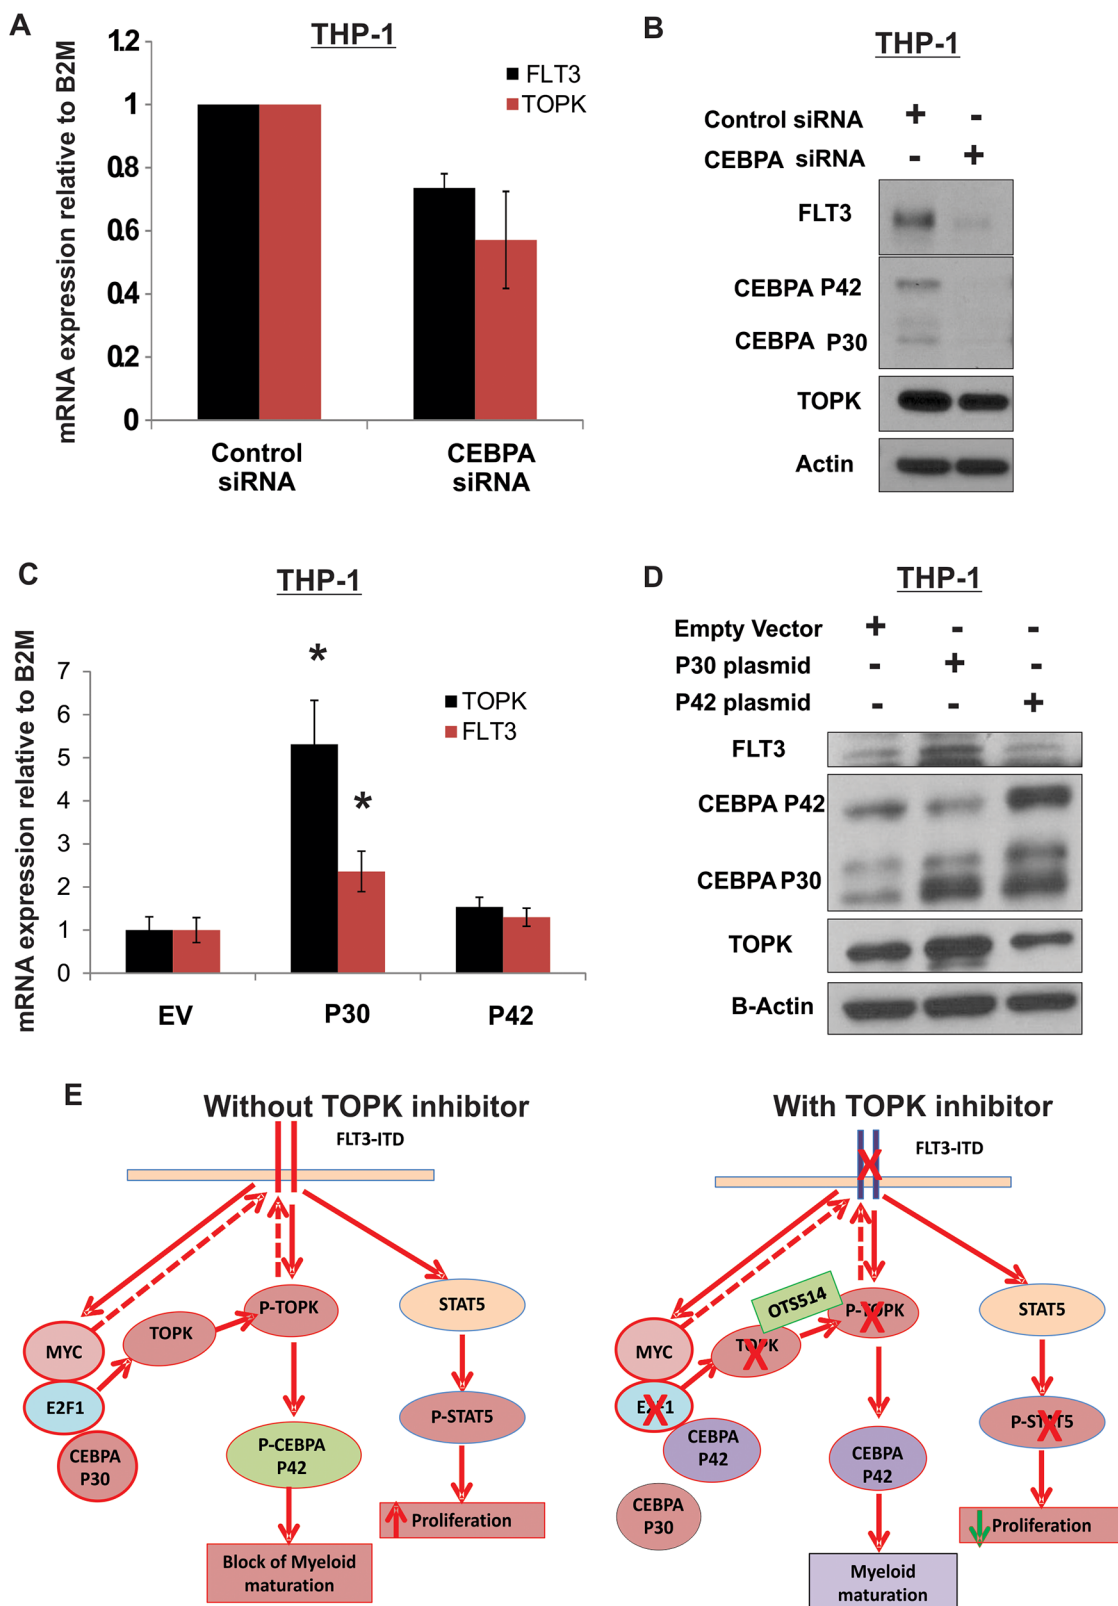 A
THP-1
mRNA expression relative to B2M
1.2
1
0.8
0.6
0.4
0.2
0
FLT3
TOPK
Control
siRNA
CEBPA
siRNA
B
THP-1
Control siRNA + -
CEBPA siRNA - +
FLT3
CEBPA P42
CEBPA P30
TOPK
Actin
C
THP-1
mRNA expression relative to B2M
7
6
5
4
3
2
1
0
*
*
TOPK
FLT3
EV
P30
P42
D
THP-1
Empty Vector + - -
P30 plasmid - + -
P42 plasmid - - +
FLT3
CEBPA P42
CEBPA P30
TOPK
B-Actin
E
Without TOPK inhibitor
FLT3-ITD
P-TOPK
STAT5
TOPK
MYC
E2F1
CEBPA
P30
P-STAT5
P-CEBPA
P42
Proliferation
Block of Myeloid
maturation
With TOPK inhibitor
X
FLT3-ITD
OTS514
P-TOPK
X
STAT5
TOPK
X
MYC
E2F1
X
CEBPA
P42
CEBPA
P30
P-STAT5
X
CEBPA
P42
Proliferation
Myeloid
maturation